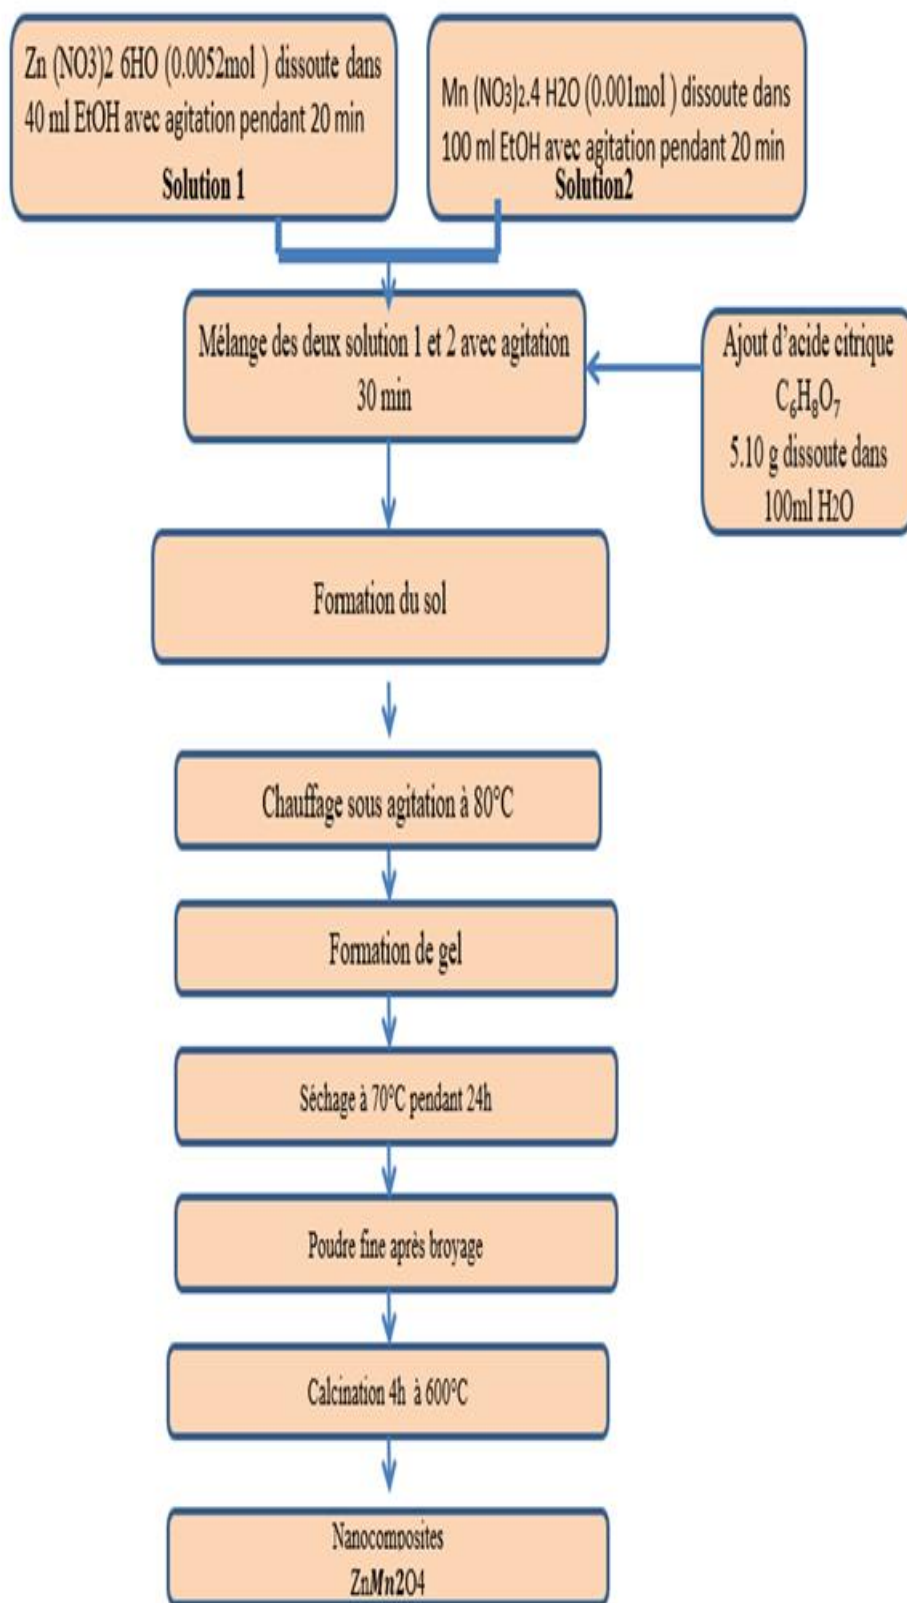 Zn (NO3)2 6HO (0.0052mol ) dissoute dans
40 ml EtOH avec agitation pendant 20 min
Solution 1
Mn (NO3)2.4 H2O (0.001mol ) dissoute dans
100 ml EtOH avec agitation pendant 20 min
Solution2
Mélange des deux solution 1 et 2 avec agitation
30 min
Ajout d'acide citrique
C₆H₈O₇
5.10 g dissoute dans
100ml H2O
Formation du sol
Chauffage sous agitation à 80°C
Formation de gel
Séchage à 70°C pendant 24h
Poudre fine après broyage
Calcination 4h à 600°C
Nanocomposites
ZnMn2O4